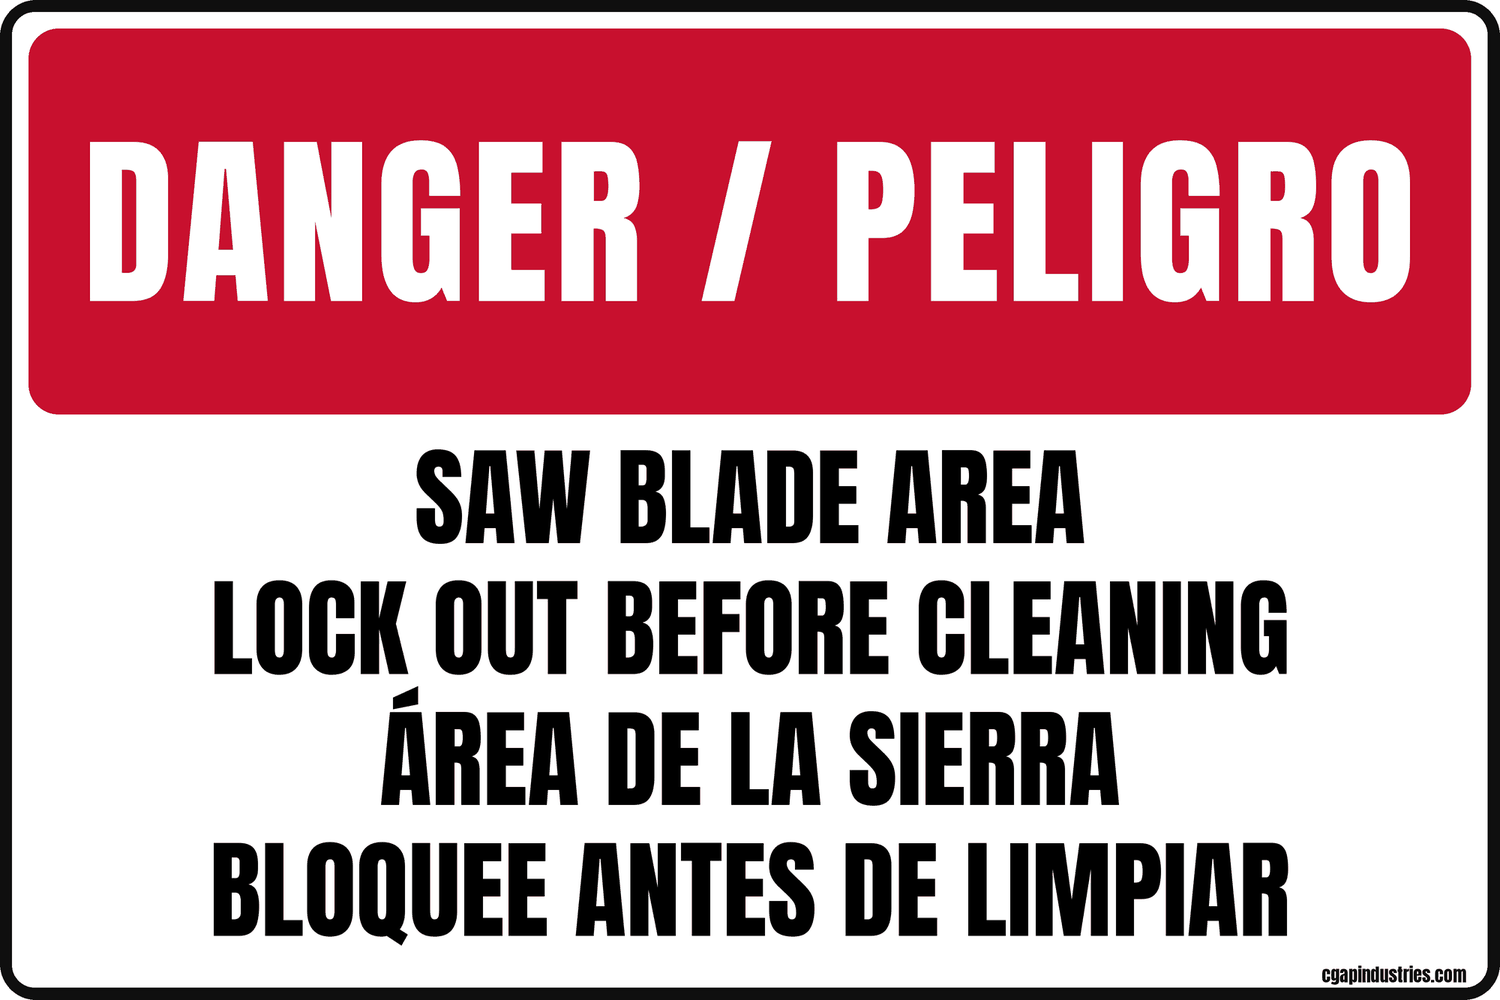 DANGER / PELIGRO
SAW BLADE AREA
LOCK OUT BEFORE CLEANING
ÁREA DE LA SIERRA
BLOQUEE ANTES DE LIMPIAR
cgapindustries.com